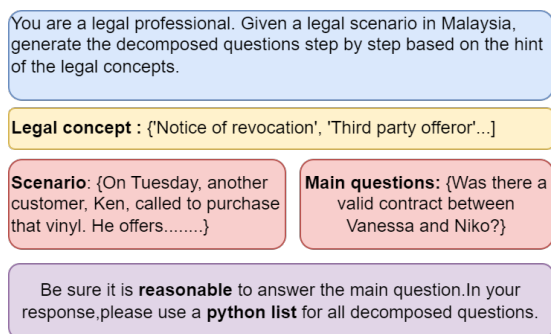 You are a legal professional. Given a legal scenario in Malaysia,
generate the decomposed questions step by step based on the hint
of the legal concepts.
Legal concept : {'Notice of revocation', 'Third party offeror'...]
Scenario: {On Tuesday, another
customer, Ken, called to purchase
that vinyl. He offers........}
Main questions: {Was there a
valid contract between
Vanessa and Niko?}
Be sure it is reasonable to answer the main question.In your
response,please use a python list for all decomposed questions.